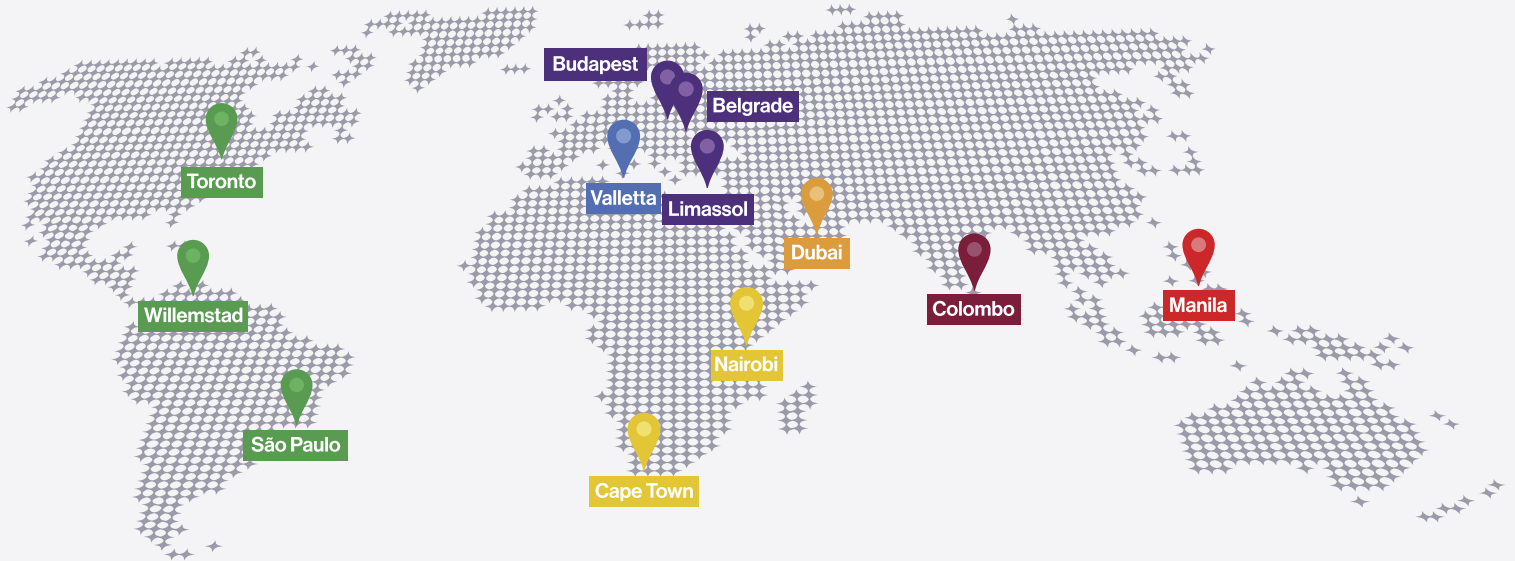 Budapest
Belgrade
Toronto
Valletta
Limassol
Dubai
Willemstad
Colombo
Manila
Nairobi
São Paulo
Cape Town